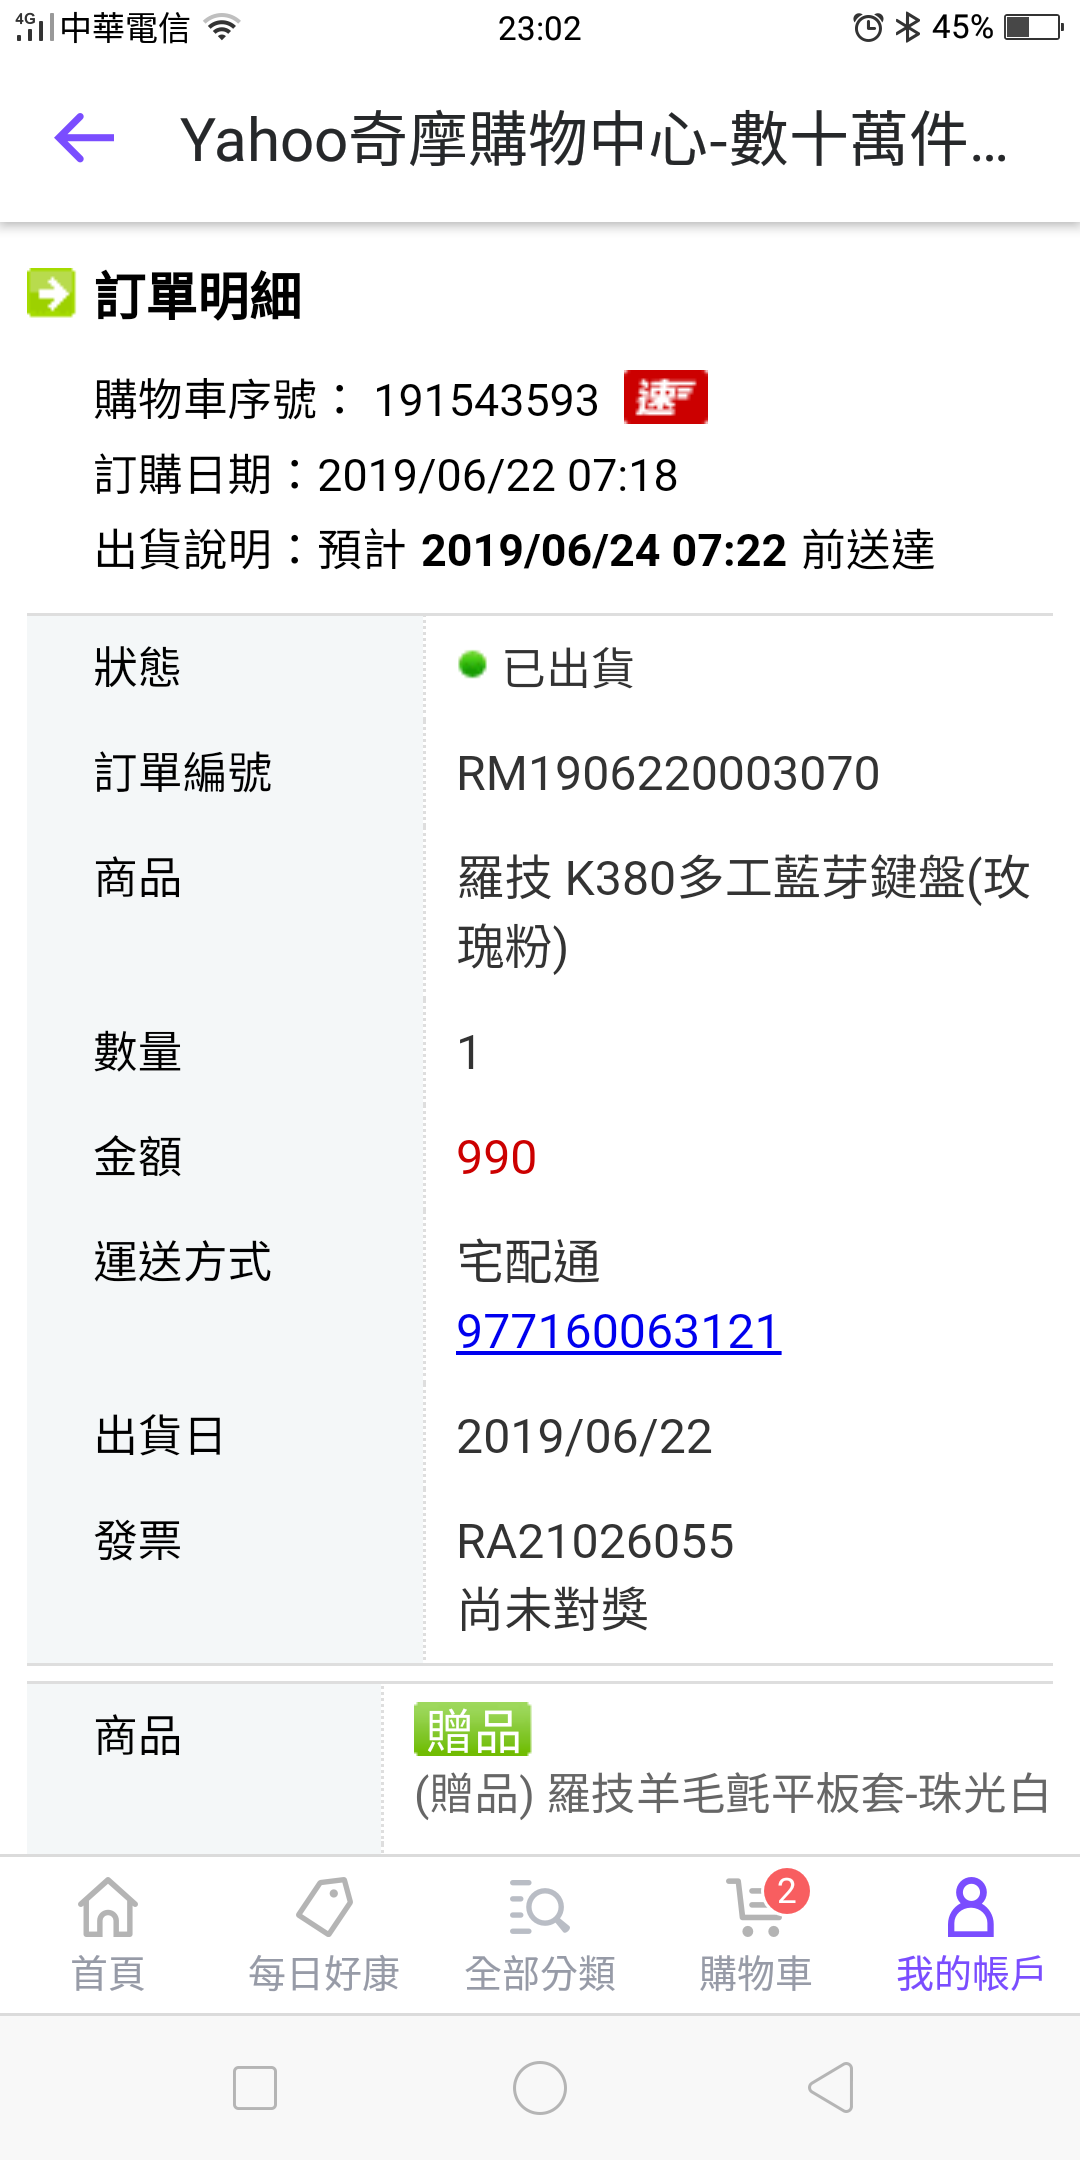 4G 中華電信 23:02 45%
Yahoo奇摩購物中心-數十萬件...
訂單明細
購物車序號： 191543593 速
訂購日期：2019/06/22 07:18
出貨說明：預計 2019/06/24 07:22 前送達
狀態 已出貨
訂單編號 RM1906220003070
商品 羅技 K380多工藍芽鍵盤(玫
瑰粉)
數量 1
金額 990
運送方式 宅配通
977160063121
出貨日 2019/06/22
發票 RA21026055
尚未對獎
商品 贈品
(贈品) 羅技羊毛氈平板套-珠光白
2
首頁 每日好康 全部分類 購物車 我的帳戶